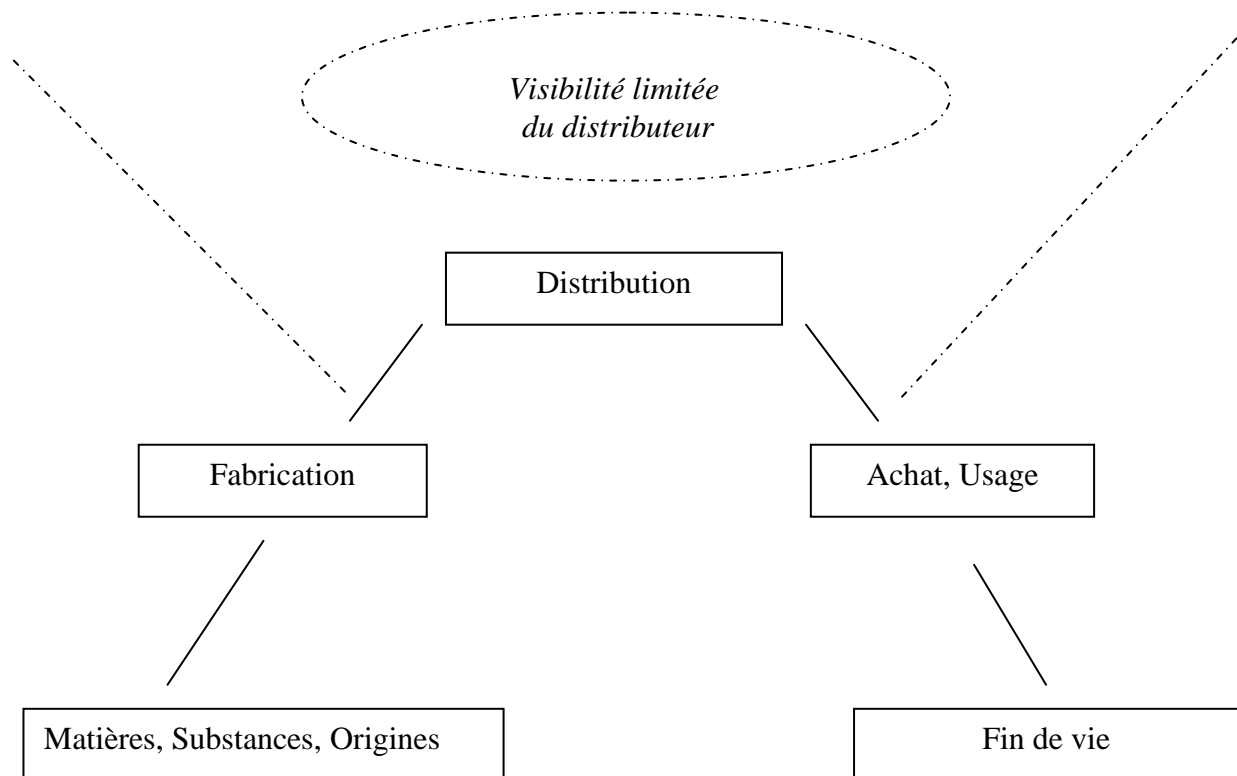 Visibilité limitée
du distributeur
Distribution
Fabrication
Achat, Usage
Matières, Substances, Origines
Fin de vie